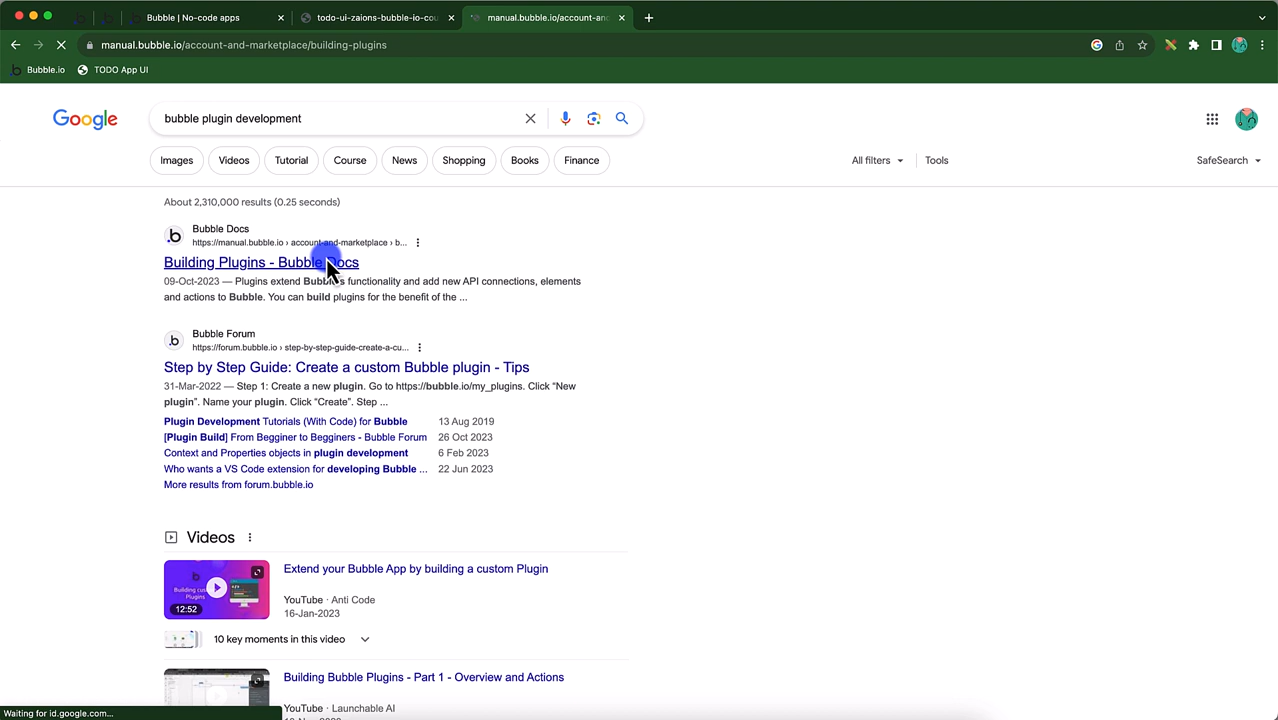 Bubble | No-code apps
todo-ui-zaions-bubble-io-cou
manual.bubble.io/account-anc
manual.bubble.io/account-and-marketplace/building-plugins
Bubble.io
TODO App UI
Google
bubble plugin development
Images
Videos
Tutorial
Course
News
Shopping
Books
Finance
All filters
Tools
SafeSearch
About 2,310,000 results (0.25 seconds)
Bubble Docs
https://manual.bubble.io › account-and-marketplace › b...
Building Plugins - Bubble Docs
09-Oct-2023 — Plugins extend Bubble's functionality and add new API connections, elements
and actions to Bubble. You can build plugins for the benefit of the ...
Bubble Forum
https://forum.bubble.io › step-by-step-guide-create-a-cu...
Step by Step Guide: Create a custom Bubble plugin - Tips
31-Mar-2022 — Step 1: Create a new plugin. Go to https://bubble.io/my_plugins. Click “New
plugin”. Name your plugin. Click “Create”. Step ...
Plugin Development Tutorials (With Code) for Bubble 13 Aug 2019
[Plugin Build] From Begginer to Begginers - Bubble Forum 26 Oct 2023
Context and Properties objects in plugin development 6 Feb 2023
Who wants a VS Code extension for developing Bubble ... 22 Jun 2023
More results from forum.bubble.io
Videos
Building cus
Plugins
12:52
Extend your Bubble App by building a custom Plugin
YouTube · Anti Code
16-Jan-2023
10 key moments in this video
Building Bubble Plugins - Part 1 - Overview and Actions
YouTube · Launchable AI
Waiting for id.google.com...